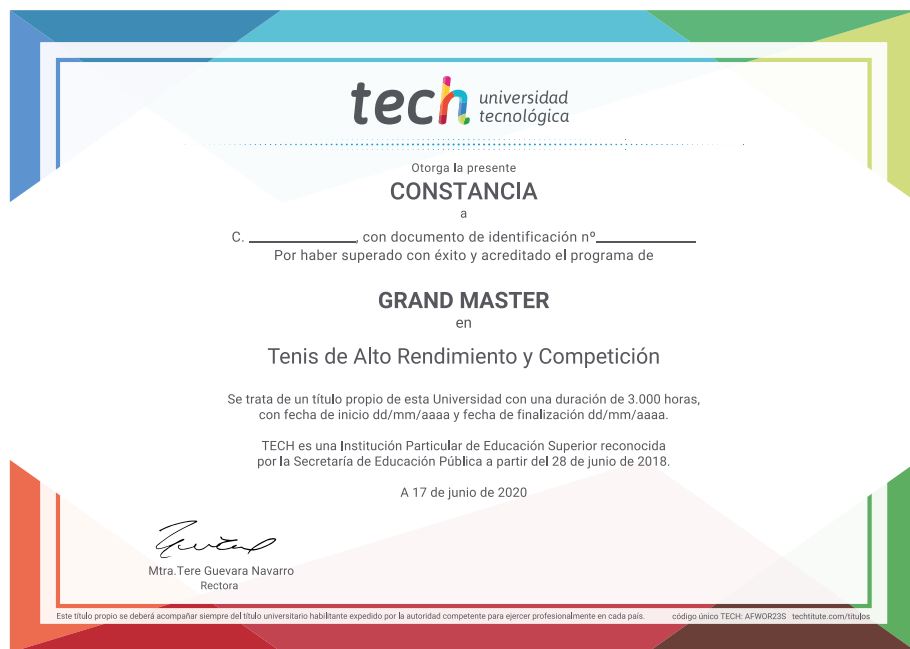 tech universidad
tecnológica
Otorga la presente
CONSTANCIA
a
C. ____________, con documento de identificación nº____________
Por haber superado con éxito y acreditado el programa de
GRAND MASTER
en
Tenis de Alto Rendimiento y Competición
Se trata de un título propio de esta Universidad con una duración de 3.000 horas,
con fecha de inicio dd/mm/aaaa y fecha de finalización dd/mm/aaaa.
TECH es una Institución Particular de Educación Superior reconocida
por la Secretaría de Educación Pública a partir del 28 de junio de 2018.
A 17 de junio de 2020
Mtra.Tere Guevara Navarro
Rectora
Este título propio se deberá acompañar siempre del título universitario habilitante expedido por la autoridad competente para ejercer profesionalmente en cada país. código único TECH: AFWOR23S techtitute.com/titulos